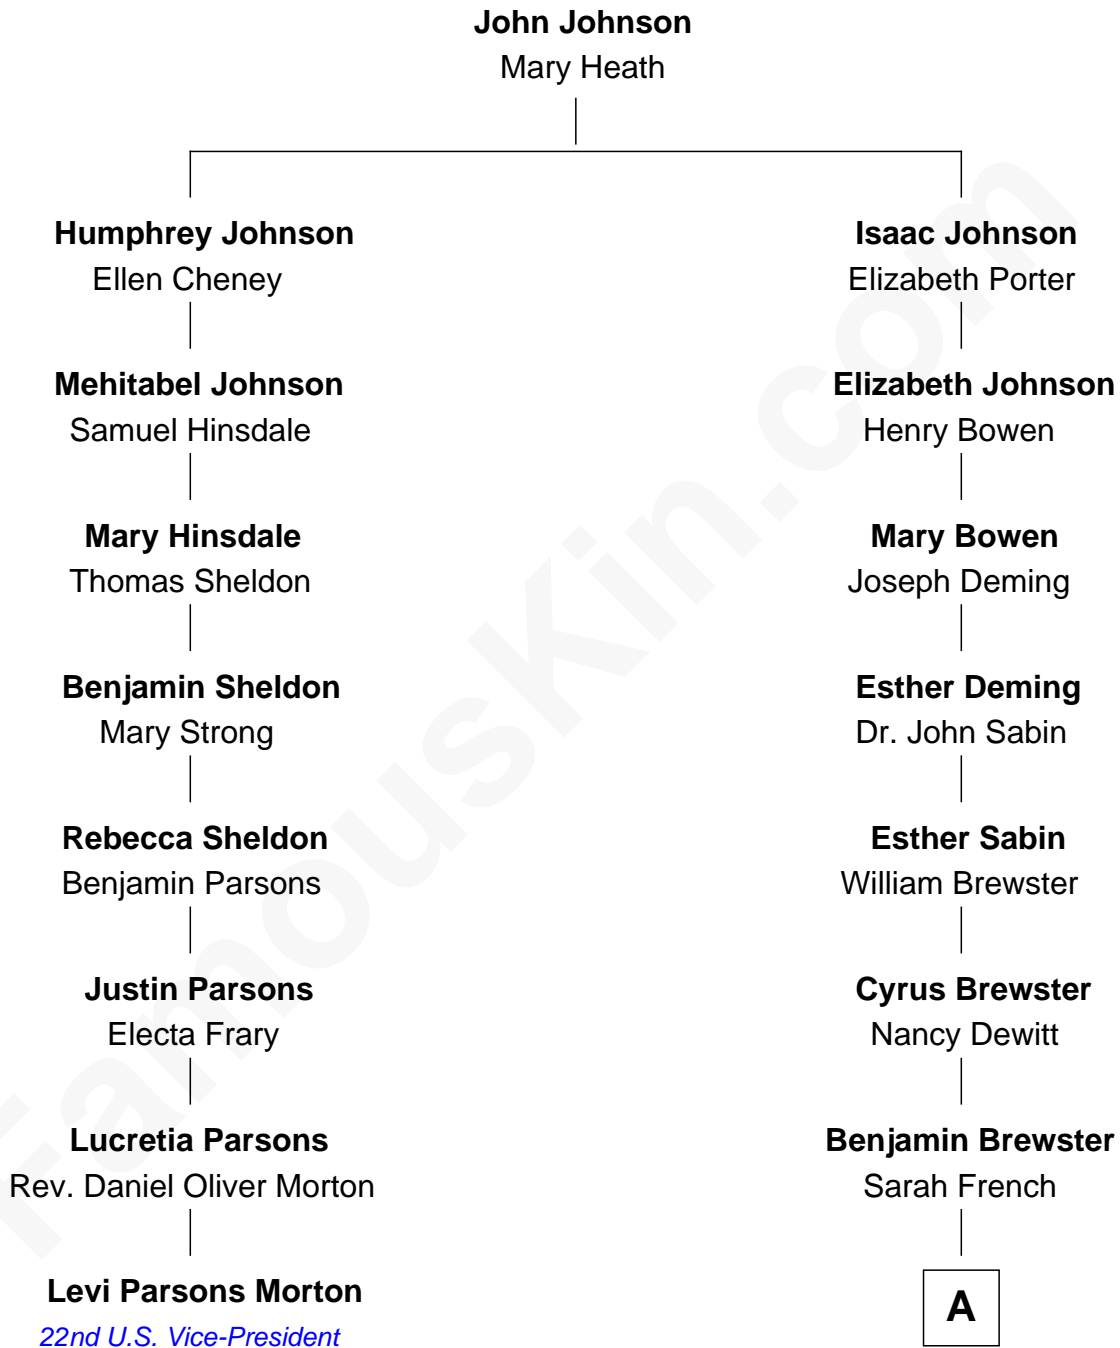 John Johnson
Mary Heath
Humphrey Johnson
Ellen Cheney
Isaac Johnson
Elizabeth Porter
Mehitabel Johnson
Samuel Hinsdale
Elizabeth Johnson
Henry Bowen
Mary Hinsdale
Thomas Sheldon
Mary Bowen
Joseph Deming
Benjamin Sheldon
Mary Strong
Esther Deming
Dr. John Sabin
Rebecca Sheldon
Benjamin Parsons
Esther Sabin
William Brewster
Justin Parsons
Electa Frary
Cyrus Brewster
Nancy Dewitt
Lucretia Parsons
Rev. Daniel Oliver Morton
Benjamin Brewster
Sarah French
Levi Parsons Morton
22nd U.S. Vice-President
A
FamousKin.com